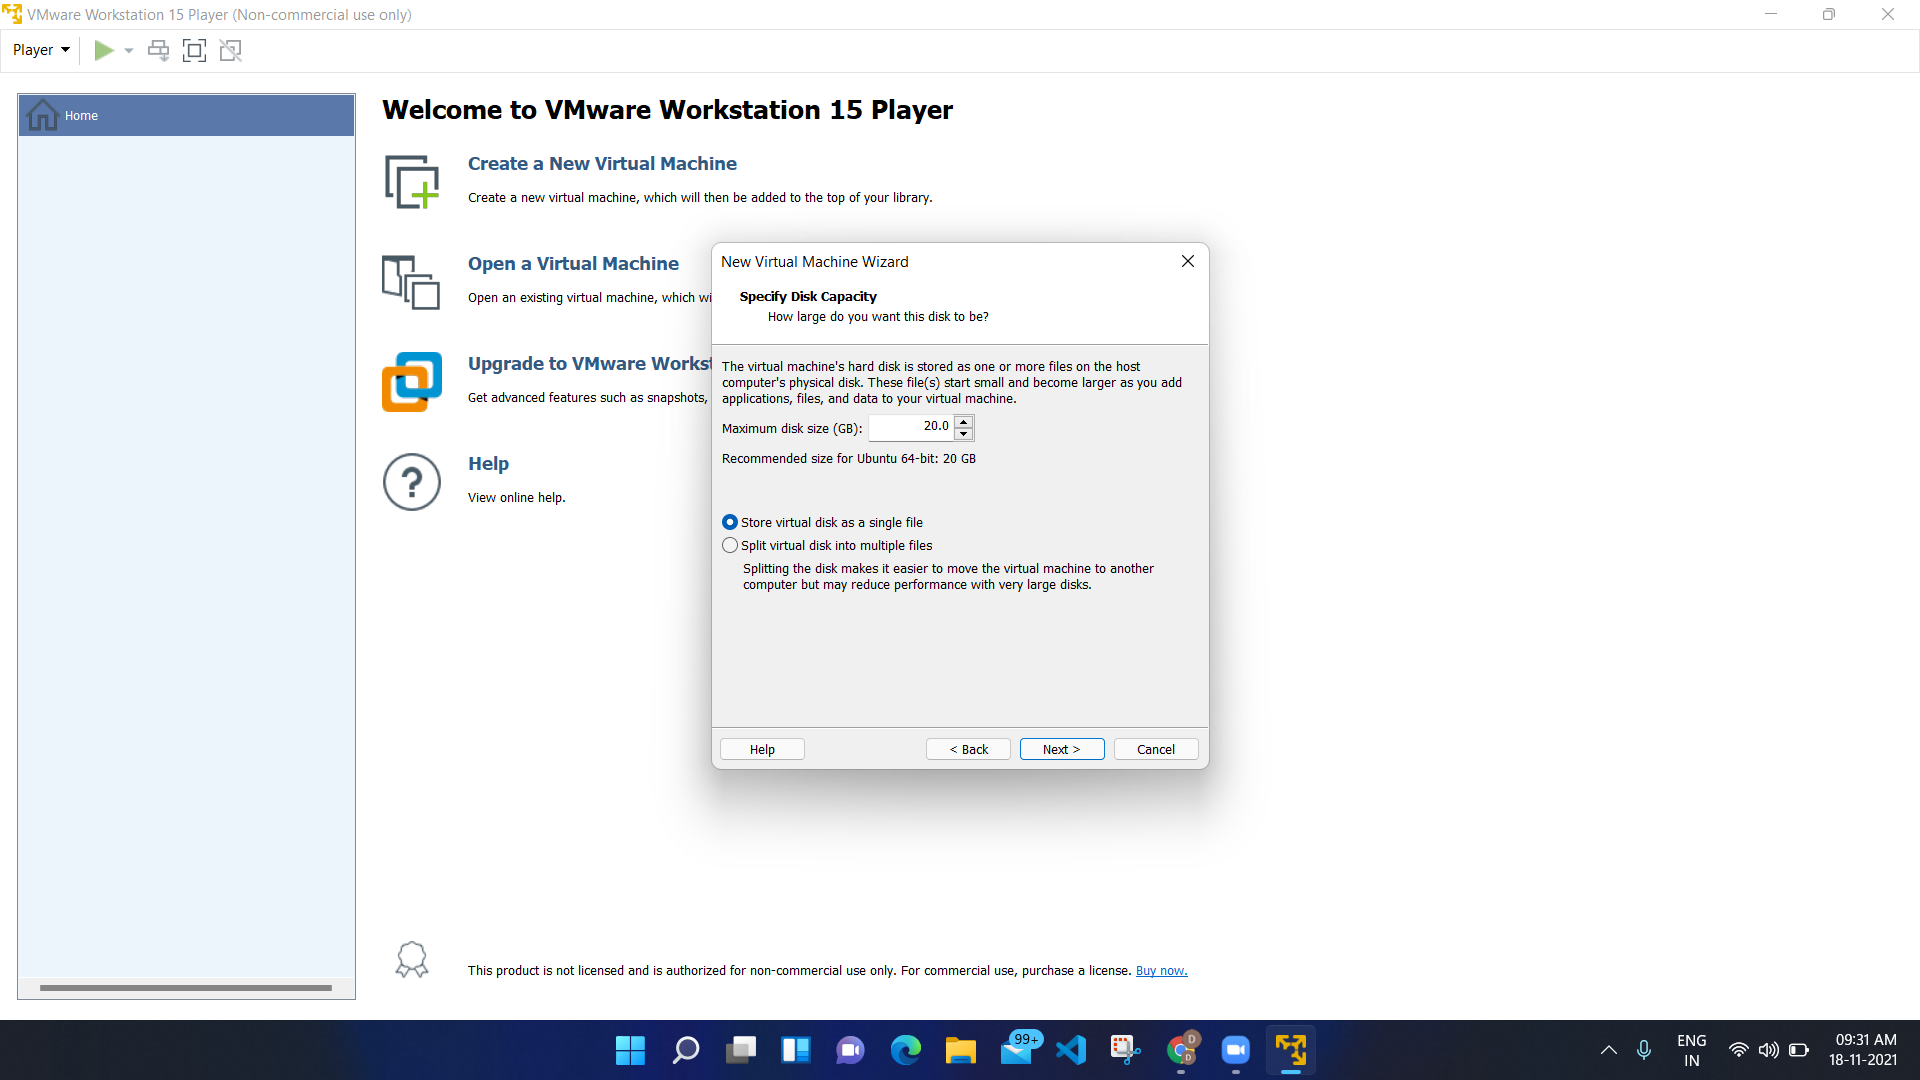 VMware Workstation 15 Player (Non-commercial use only)
Player
Home
Welcome to VMware Workstation 15 Player
Create a New Virtual Machine
Create a new virtual machine, which will then be added to the top of your library.
Open a Virtual Machine
Open an existing virtual machine, which wi
Upgrade to VMware Workst
Get advanced features such as snapshots,
Help
View online help.
New Virtual Machine Wizard
Specify Disk Capacity
How large do you want this disk to be?
The virtual machine's hard disk is stored as one or more files on the host
computer's physical disk. These file(s) start small and become larger as you add
applications, files, and data to your virtual machine.
Maximum disk size (GB): 20.0
Recommended size for Ubuntu 64-bit: 20 GB
Store virtual disk as a single file
Split virtual disk into multiple files
Splitting the disk makes it easier to move the virtual machine to another
computer but may reduce performance with very large disks.
Help < Back Next > Cancel
This product is not licensed and is authorized for non-commercial use only. For commercial use, purchase a license. Buy now.
99+
D
D
ENG
IN
09:31 AM
18-11-2021